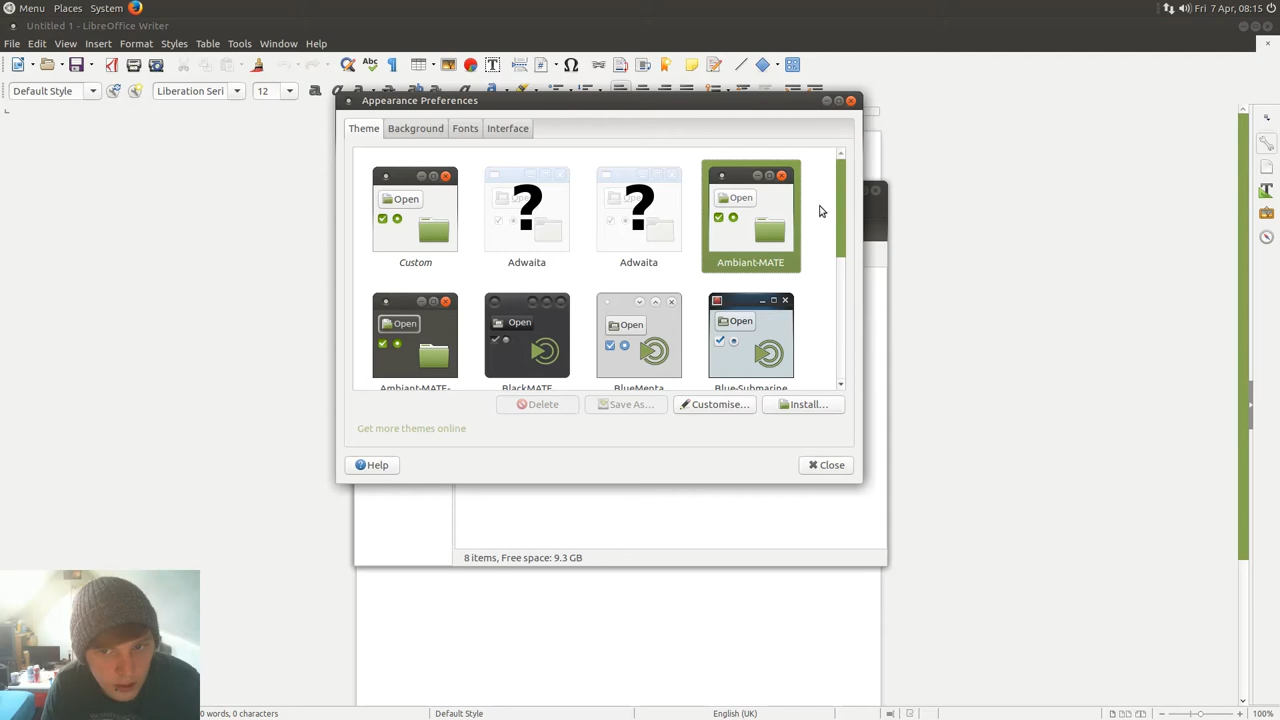 Menu Places System
Fri 7 Apr, 08:15
Untitled 1 - LibreOffice Writer
File Edit View Insert Format Styles Table Tools Window Help
Abc
T
#
Ω
Default Style
Liberation Seri
12
Appearance Preferences
Theme Background Fonts Interface
Open
?
?
Open
Custom
Adwaita
Adwaita
Ambiant-MATE
Open
Open
Open
Open
Ambiant-MATE-
BlackMATE
BlueMenta
Blue-Submarine
Delete
Save As...
Customise...
Install...
Get more themes online
Help
Close
8 items, Free space: 9.3 GB
0 words, 0 characters
Default Style
English (UK)
100%